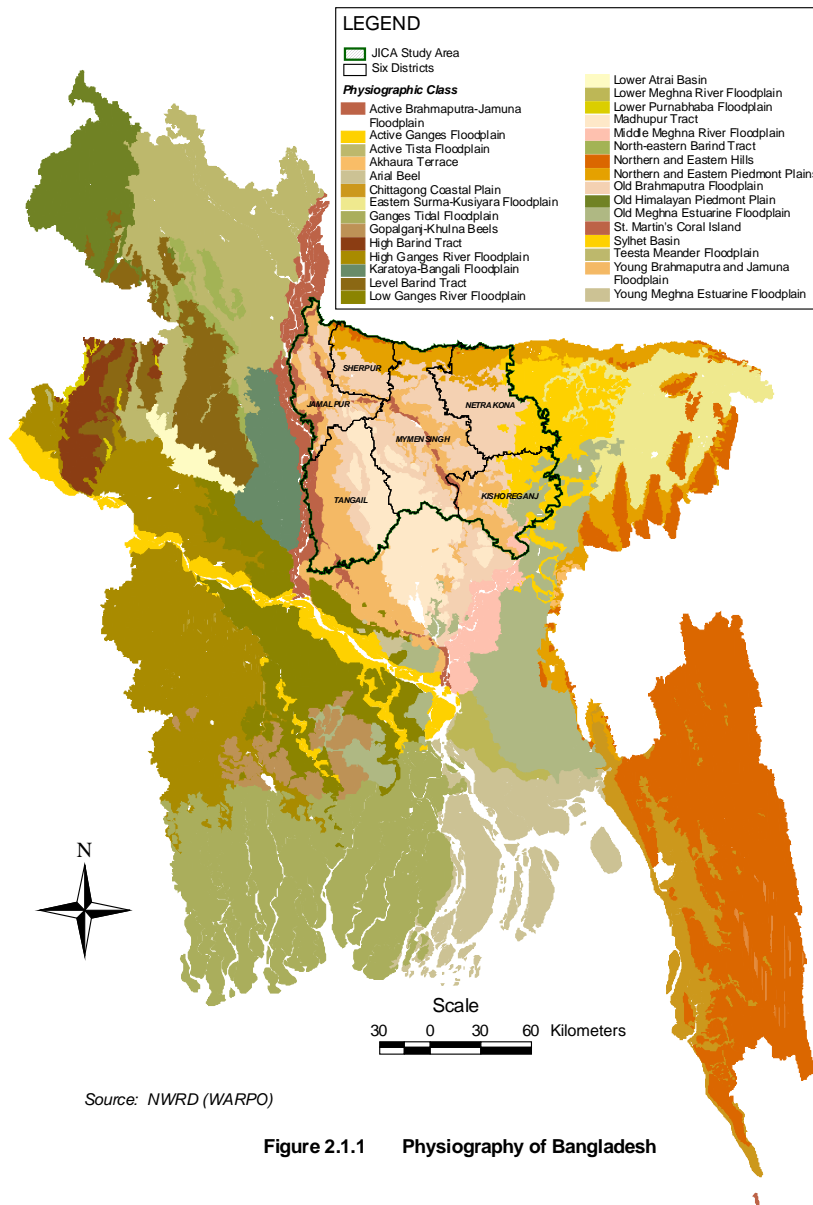 LEGEND
JICA Study Area
Six Districts
Physiographic Class
Active Brahmaputra-Jamuna
Floodplain
Active Ganges Floodplain
Active Tista Floodplain
Akhaura Terrace
Arial Beel
Chittagong Coastal Plain
Eastern Surma-Kusiyara Floodplain
Ganges Tidal Floodplain
Gopalganj-Khulna Beels
High Barind Tract
High Ganges River Floodplain
Karatoya-Bangali Floodplain
Level Barind Tract
Low Ganges River Floodplain
Lower Atrai Basin
Lower Meghna River Floodplain
Lower Purnabhaba Floodplain
Madhupur Tract
Middle Meghna River Floodplain
North-eastern Barind Tract
Northern and Eastern Hills
Northern and Eastern Piedmont Plains
Old Brahmaputra Floodplain
Old Himalayan Piedmont Plain
Old Meghna Estuarine Floodplain
St. Martin's Coral Island
Sylhet Basin
Teesta Meander Floodplain
Young Brahmaputra and Jamuna
Floodplain
Young Meghna Estuarine Floodplain
SHERPUR
JAMALPUR
NETRAKONA
MYMENSINGH
TANGAIL
KISHOREGANJ
N
Scale
30 0 30 60 Kilometers
Source: NWRD (WARPO)
Figure 2.1.1 Physiography of Bangladesh